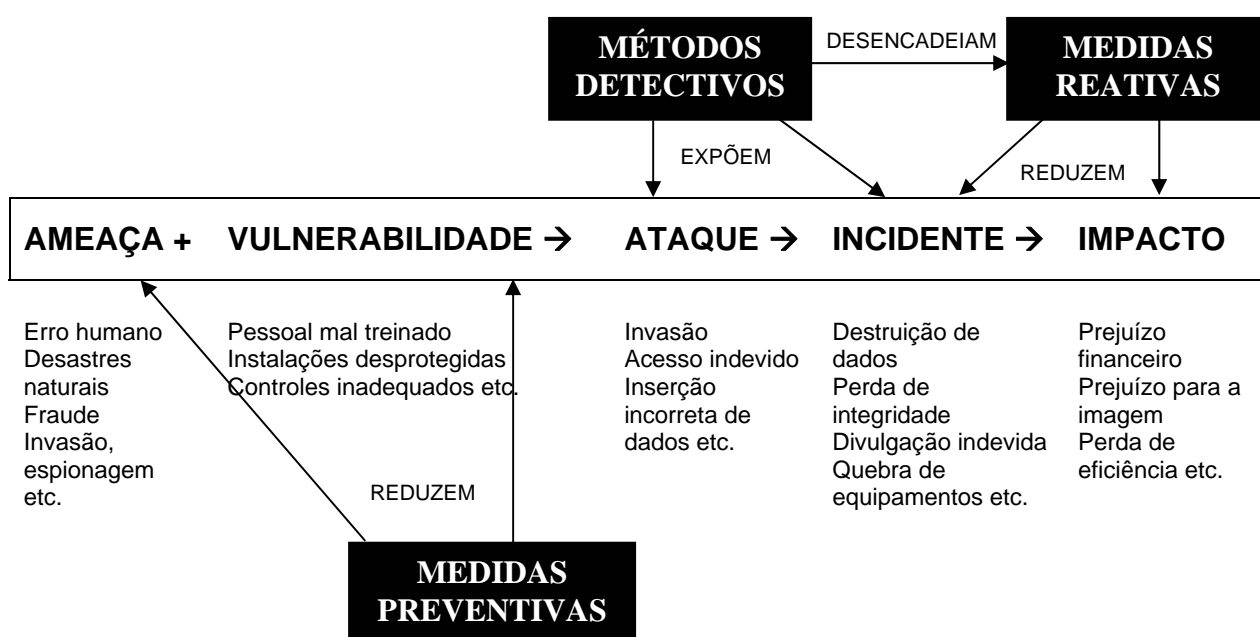 MÉTODOS
DETECTIVOS
DESENCADEIAM
MEDIDAS
REATIVAS
EXPÕEM
REDUZEM
AMEAÇA + VULNERABILIDADE → ATAQUE → INCIDENTE → IMPACTO
Erro humano
Desastres
naturais
Fraude
Invasão,
espionagem
etc.
Pessoal mal treinado
Instalações desprotegidas
Controles inadequados etc.
Invasão
Acesso indevido
Inserção
incorreta de
dados etc.
Destruição de
dados
Perda de
integridade
Divulgação indevida
Quebra de
equipamentos etc.
Prejuízo
financeiro
Prejuízo para a
imagem
Perda de
eficiência etc.
REDUZEM
MEDIDAS
PREVENTIVAS